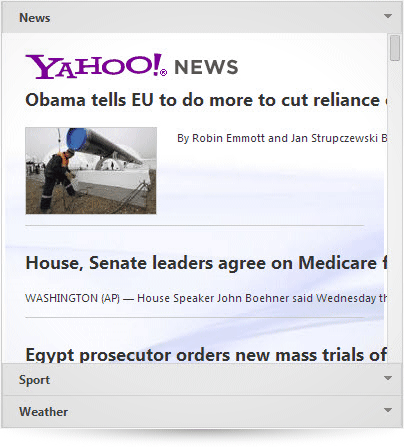 News
YAHOO!® NEWS
Obama tells EU to do more to cut reliance
By Robin Emmott and Jan Strupczewski B
House, Senate leaders agree on Medicare f
WASHINGTON (AP) — House Speaker John Boehner said Wednesday th
Egypt prosecutor orders new mass trials of
Sport
Weather